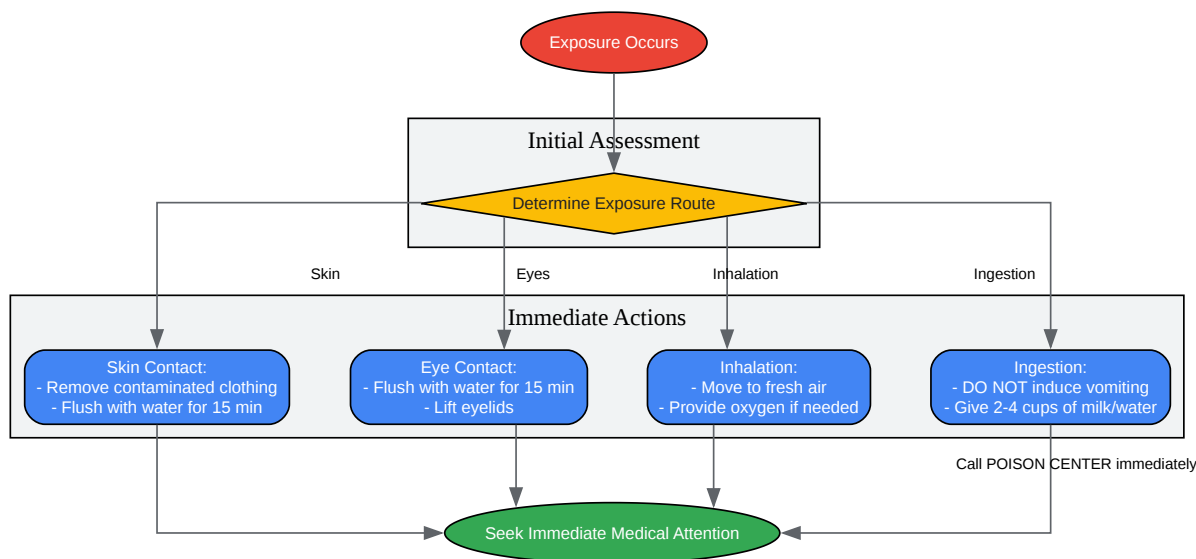 Exposure Occurs
Initial Assessment
Determine Exposure Route
Skin
Eyes
Inhalation
Ingestion
Immediate Actions
Skin Contact:
- Remove contaminated clothing
- Flush with water for 15 min
Eye Contact:
- Flush with water for 15 min
- Lift eyelids
Inhalation:
- Move to fresh air
- Provide oxygen if needed
Ingestion:
- DO NOT induce vomiting
- Give 2-4 cups of milk/water
Call POISON CENTER immediately
Seek Immediate Medical Attention